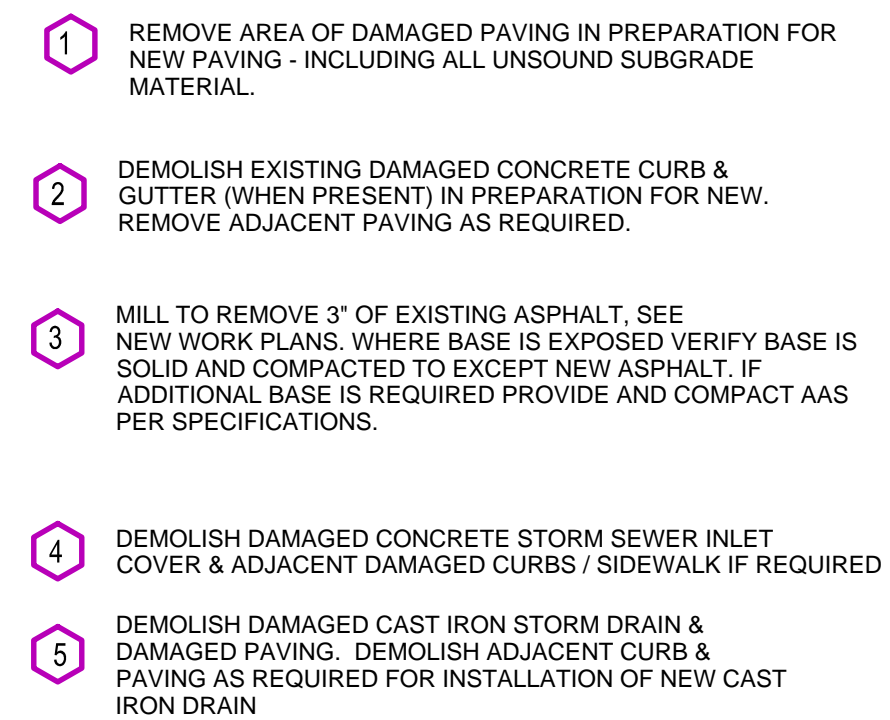 1
REMOVE AREA OF DAMAGED PAVING IN PREPARATION FOR
NEW PAVING - INCLUDING ALL UNSOUND SUBGRADE
MATERIAL.
2
DEMOLISH EXISTING DAMAGED CONCRETE CURB &
GUTTER (WHEN PRESENT) IN PREPARATION FOR NEW.
REMOVE ADJACENT PAVING AS REQUIRED.
3
MILL TO REMOVE 3" OF EXISTING ASPHALT, SEE
NEW WORK PLANS. WHERE BASE IS EXPOSED VERIFY BASE IS
SOLID AND COMPACTED TO EXCEPT NEW ASPHALT. IF
ADDITIONAL BASE IS REQUIRED PROVIDE AND COMPACT AAS
PER SPECIFICATIONS.
4
DEMOLISH DAMAGED CONCRETE STORM SEWER INLET
COVER & ADJACENT DAMAGED CURBS / SIDEWALK IF REQUIRED
5
DEMOLISH DAMAGED CAST IRON STORM DRAIN &
DAMAGED PAVING. DEMOLISH ADJACENT CURB &
PAVING AS REQUIRED FOR INSTALLATION OF NEW CAST
IRON DRAIN